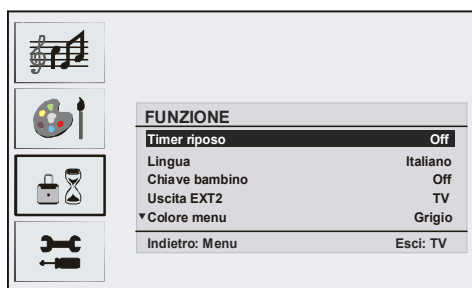 FUNZIONE
Timer riposo Off
Lingua Italiano
Chiave bambino Off
Uscita EXT2 TV
▼Colore menu Grigio
Indietro: Menu Esci: TV